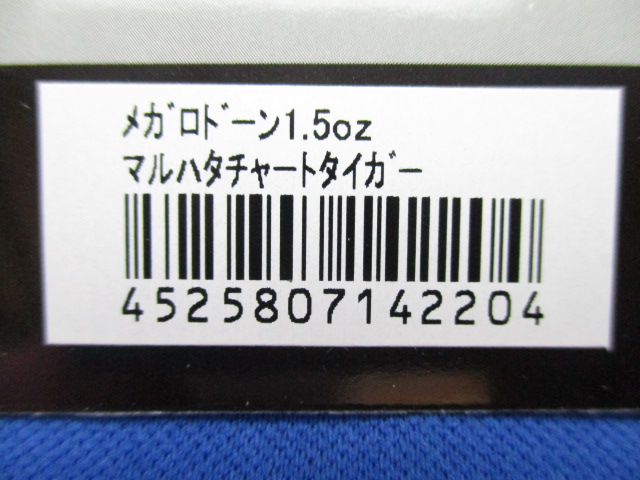 ﾒｶﾞﾛﾄﾞｰﾝ1.5oz
ﾏﾙﾊﾀﾁｬｰﾄﾀｲｶﾞｰ
4525807142204